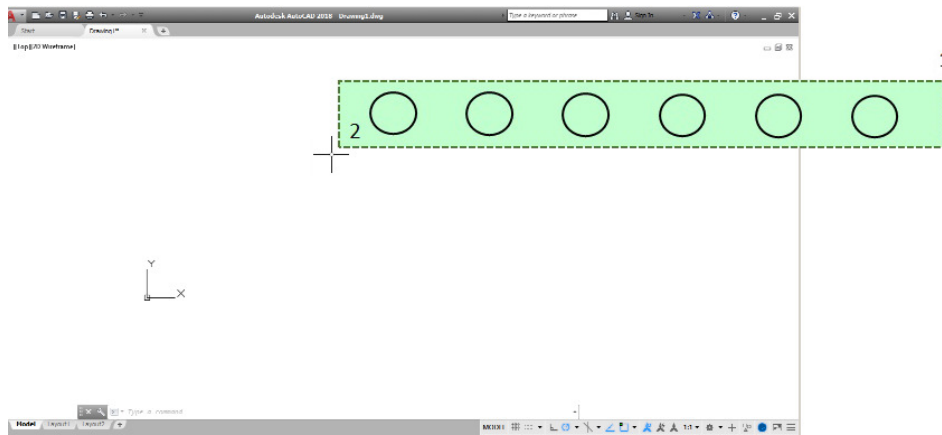 Autodesk AutoCAD 2018 Drawing1.dwg
Type a keyword or phrase
Sign In
Start
Drawing1*
[Top][2D Wireframe]
2
Y
X
Type a command
Model
Layout1
Layout2
MODEL
1:1